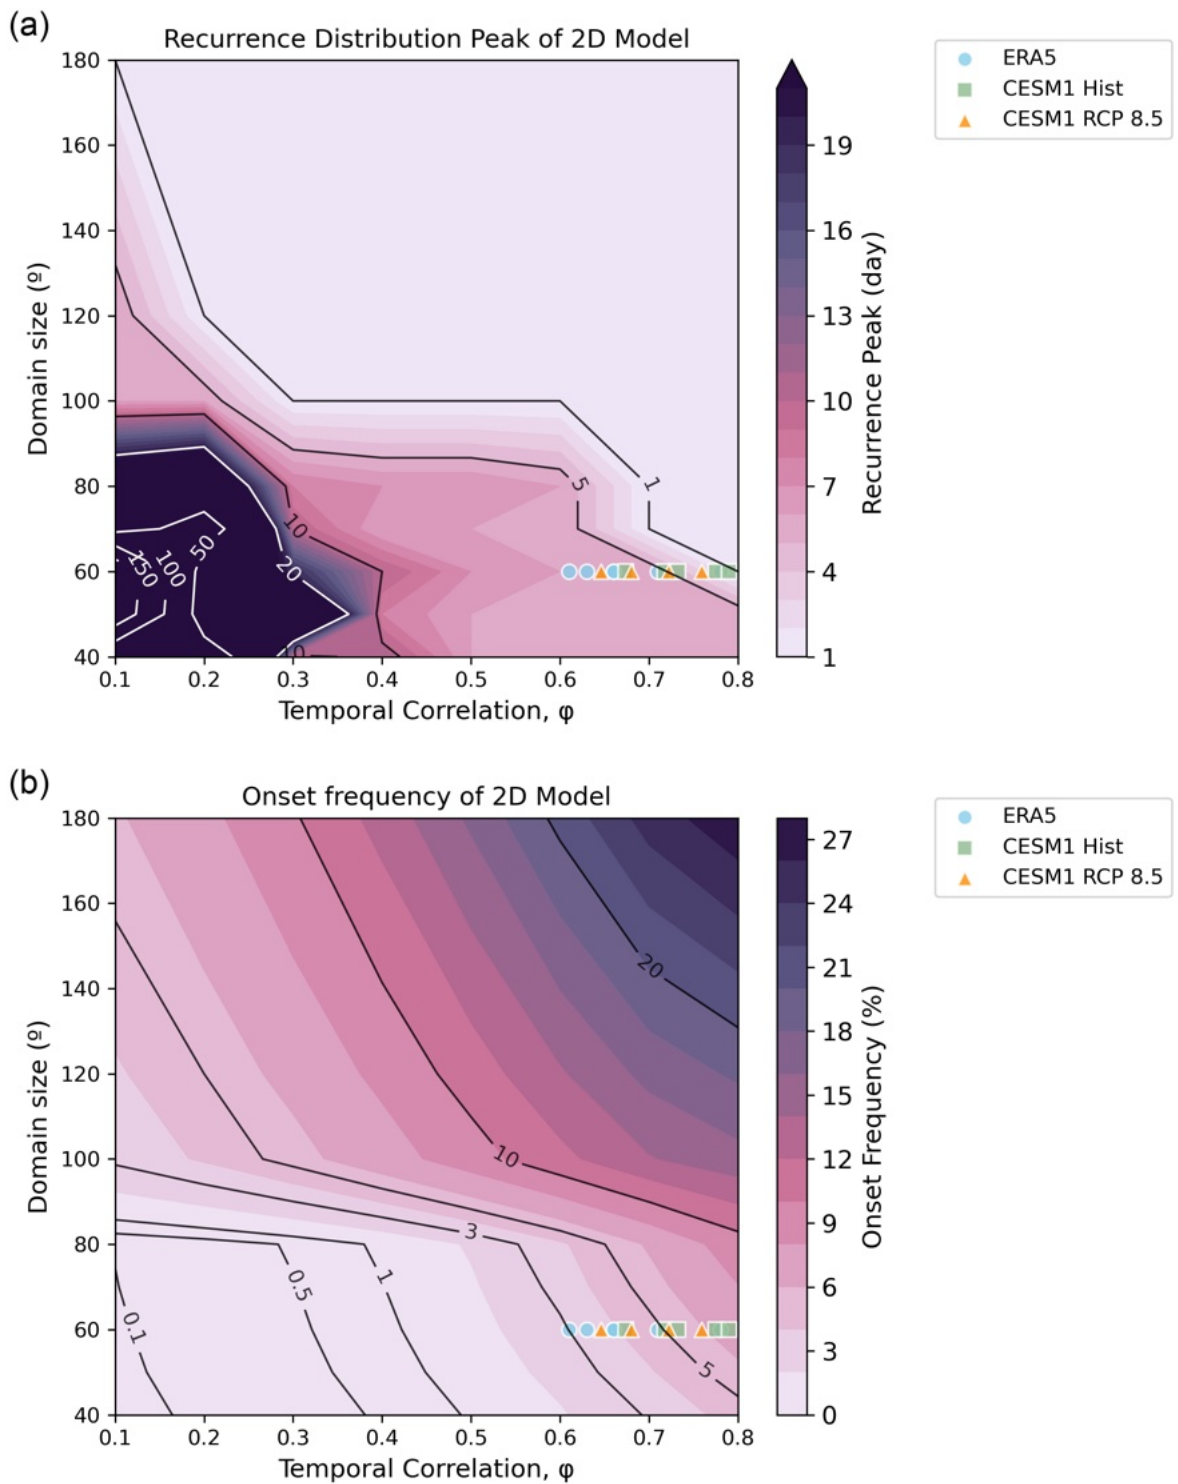 (a)
Recurrence Distribution Peak of 2D Model
180
160
140
120
100
80
60
40
Domain size (º)
0.1 0.2 0.3 0.4 0.5 0.6 0.7 0.8
Temporal Correlation, φ
150
100
50
20
10
10
5
1
19
16
13
10
7
4
1
Recurrence Peak (day)
ERA5
CESM1 Hist
CESM1 RCP 8.5
(b)
Onset frequency of 2D Model
180
160
140
120
100
80
60
40
Domain size (º)
0.1 0.2 0.3 0.4 0.5 0.6 0.7 0.8
Temporal Correlation, φ
20
10
3
0.5
1
0.1
5
27
24
21
18
15
12
9
6
3
0
Onset Frequency (%)
ERA5
CESM1 Hist
CESM1 RCP 8.5